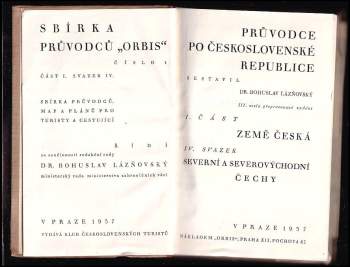 SBÍRKA
PRŮVODCŮ „ORBIS“
ČÍSLO 1
ČÁST I. SVAZEK IV.
SBÍRKA PRŮVODCŮ,
MAP A PLÁNŮ PRO
TURISTY A CESTUJÍCÍ
ŘÍDÍ
za součinnosti redakční rady
DR. BOHUSLAV LÁZŇOVSKÝ
ministerský rada ministerstva zahraničních věcí
V PRAZE 1937
VYDÁVÁ KLUB ČESKOSLOVENSKÝCH TURISTŮ
PRŮVODCE
PO ČESKOSLOVENSKÉ
REPUBLICE
SESTAVIL
DR. BOHUSLAV LÁZŇOVSKÝ
III. zcela přepracované vydání
I. ČÁST
ZEMĚ ČESKÁ
IV. SVAZEK
SEVERNÍ A SEVEROVÝCHODNÍ
ČECHY
V PRAZE 1937
NÁKLADEM „ORBIS“, PRAHA XII, FOCHOVA 62